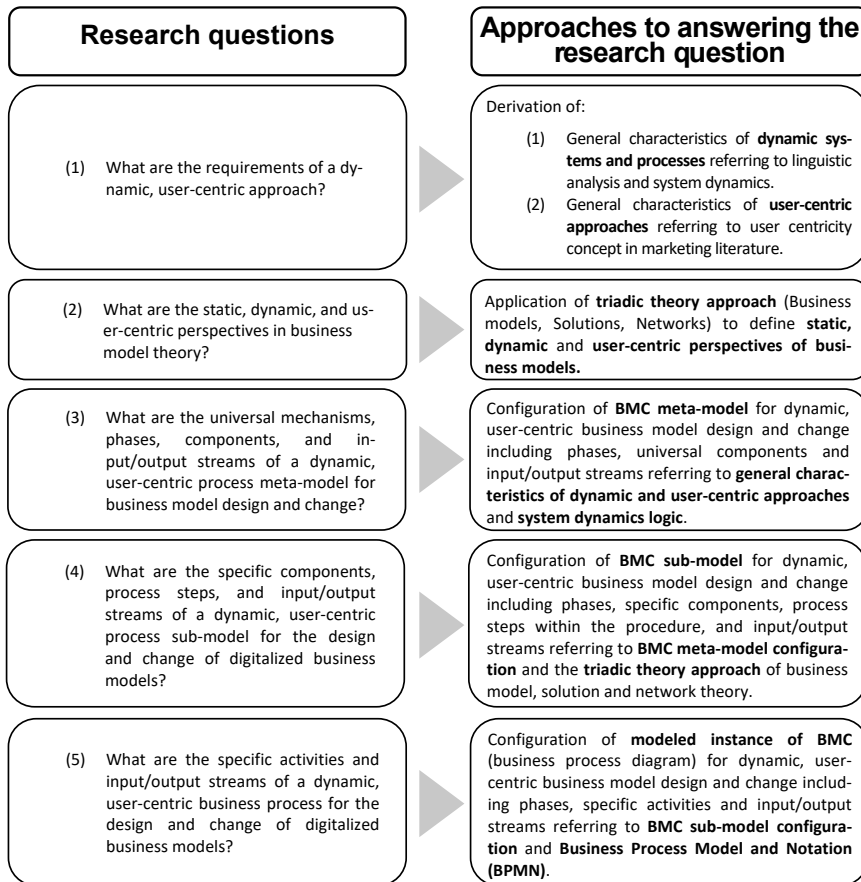 Research questions
Approaches to answering the
research question
(1) What are the requirements of a dy-
namic, user-centric approach?
Derivation of:
(1) General characteristics of dynamic sys-
tems and processes referring to linguistic
analysis and system dynamics.
(2) General characteristics of user-centric
approaches referring to user centricity
concept in marketing literature.
(2) What are the static, dynamic, and us-
er-centric perspectives in business
model theory?
Application of triadic theory approach (Business
models, Solutions, Networks) to define static,
dynamic and user-centric perspectives of busi-
ness models.
(3) What are the universal mechanisms,
phases, components, and in-
put/output streams of a dynamic,
user-centric process meta-model for
business model design and change?
Configuration of BMC meta-model for dynamic,
user-centric business model design and change
including phases, universal components and
input/output streams referring to general charac-
teristics of dynamic and user-centric approaches
and system dynamics logic.
(4) What are the specific components,
process steps, and input/output
streams of a dynamic, user-centric
process sub-model for the design
and change of digitalized business
models?
Configuration of BMC sub-model for dynamic,
user-centric business model design and change
including phases, specific components, process
steps within the procedure, and input/output
streams referring to BMC meta-model configura-
tion and the triadic theory approach of business
model, solution and network theory.
(5) What are the specific activities and
input/output streams of a dynamic,
user-centric business process for the
design and change of digitalized
business models?
Configuration of modeled instance of BMC
(business process diagram) for dynamic, user-
centric business model design and change includ-
ing phases, specific activities and input/output
streams referring to BMC sub-model configura-
tion and Business Process Model and Notation
(BPMN).